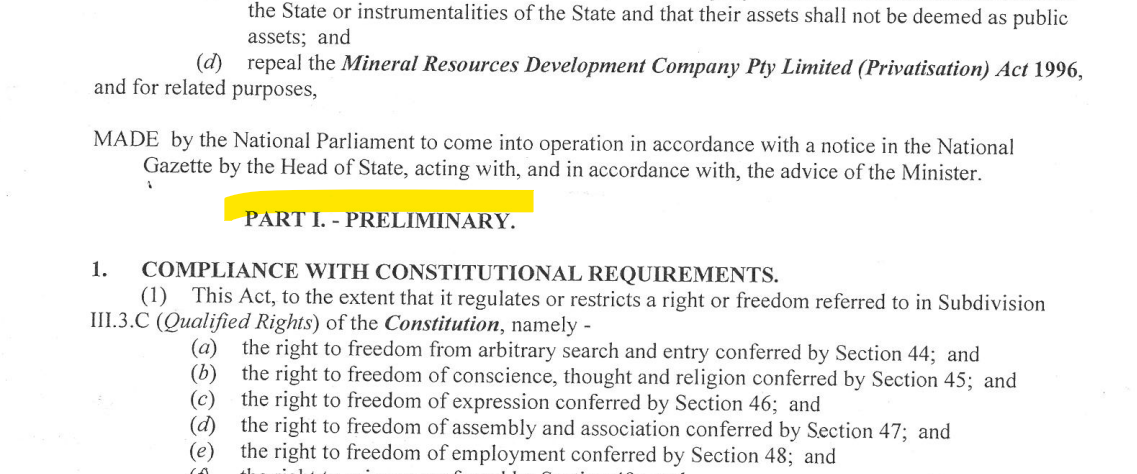 the State or instrumentalities of the State and that their assets shall not be deemed as public
assets; and
(d) repeal the Mineral Resources Development Company Pty Limited (Privatisation) Act 1996,
and for related purposes,
MADE by the National Parliament to come into operation in accordance with a notice in the National
Gazette by the Head of State, acting with, and in accordance with, the advice of the Minister.
PART I. - PRELIMINARY.
1. COMPLIANCE WITH CONSTITUTIONAL REQUIREMENTS.
(1) This Act, to the extent that it regulates or restricts a right or freedom referred to in Subdivision
III.3.C (Qualified Rights) of the Constitution, namely -
(a) the right to freedom from arbitrary search and entry conferred by Section 44; and
(b) the right to freedom of conscience, thought and religion conferred by Section 45; and
(c) the right to freedom of expression conferred by Section 46; and
(d) the right to freedom of assembly and association conferred by Section 47; and
(e) the right to freedom of employment conferred by Section 48; and